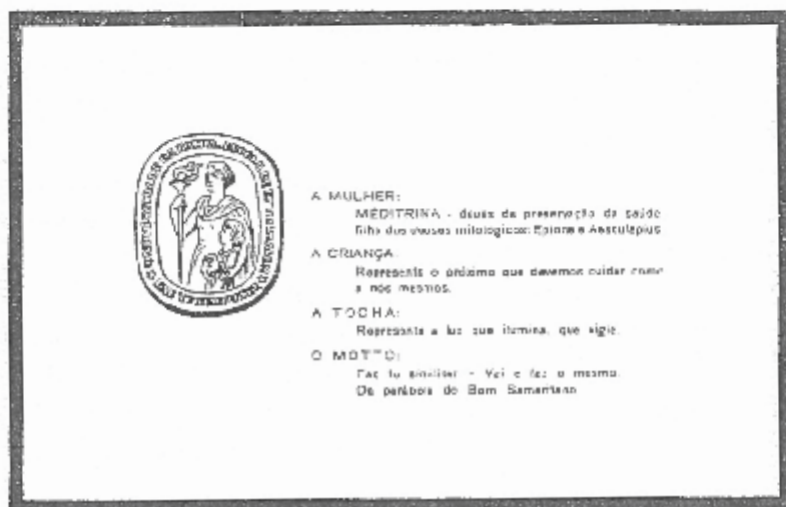 A MULHER:
MEDITRINA - deusa da preservação da saúde
filha dos deuses mitológicos: Epione e Aesculapius
A CRIANÇA:
Representa o próximo que devemos cuidar como
a nós mesmos.
A TOCHA:
Representa a luz que ilumina, que vigia.
O MOTTO:
Fac tu similiter - Vai e faz o mesmo.
Da parábola do Bom Samaritano